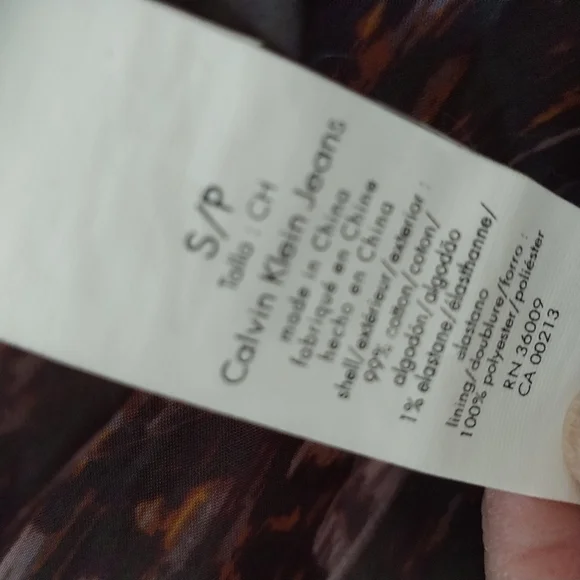 S/P
Talla : CH
Calvin Klein Jeans
made in China
fabriqué en Chine
hecho en China
shell/extérieur/exterior :
99% cotton/coton/
algodón/algodão
1% elastane/élasthanne/
elastano
lining/doublure/forro :
100% polyester/poliéster
RN 36009
CA 00213